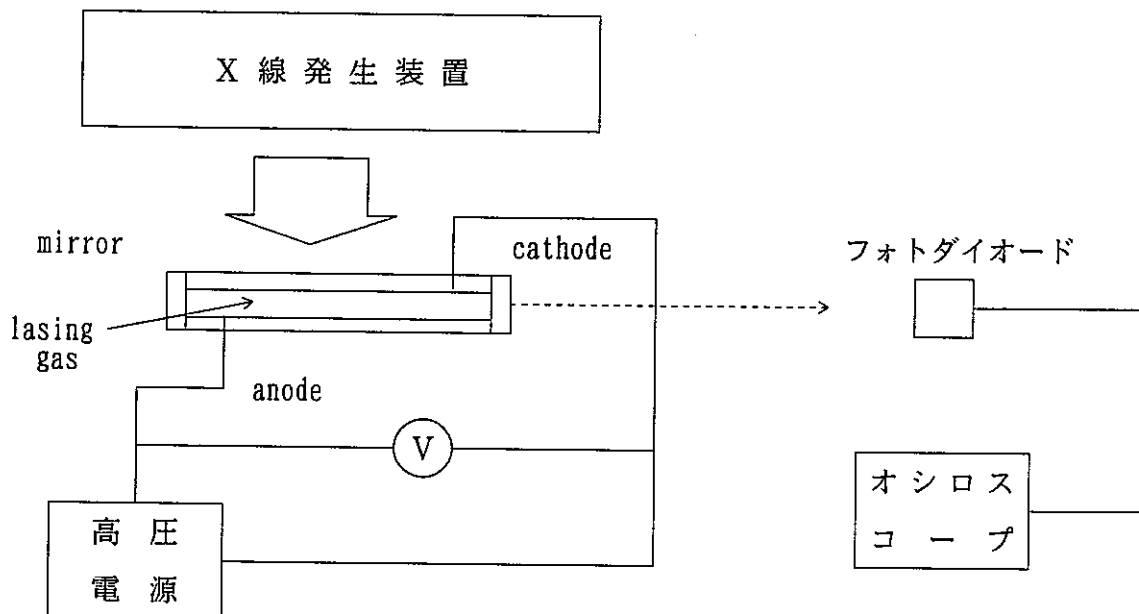 X線発生装置
mirror
cathode
フォトダイオード
lasing
gas
anode
V
オシロス
コープ
高圧
電源